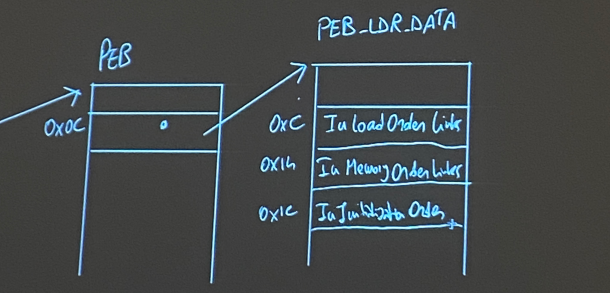 PEB
0x0C
PEB_LDR_DATA
0xC In Load Order Links
0x14 In Memory Order Links
0x1C In Initialization Order